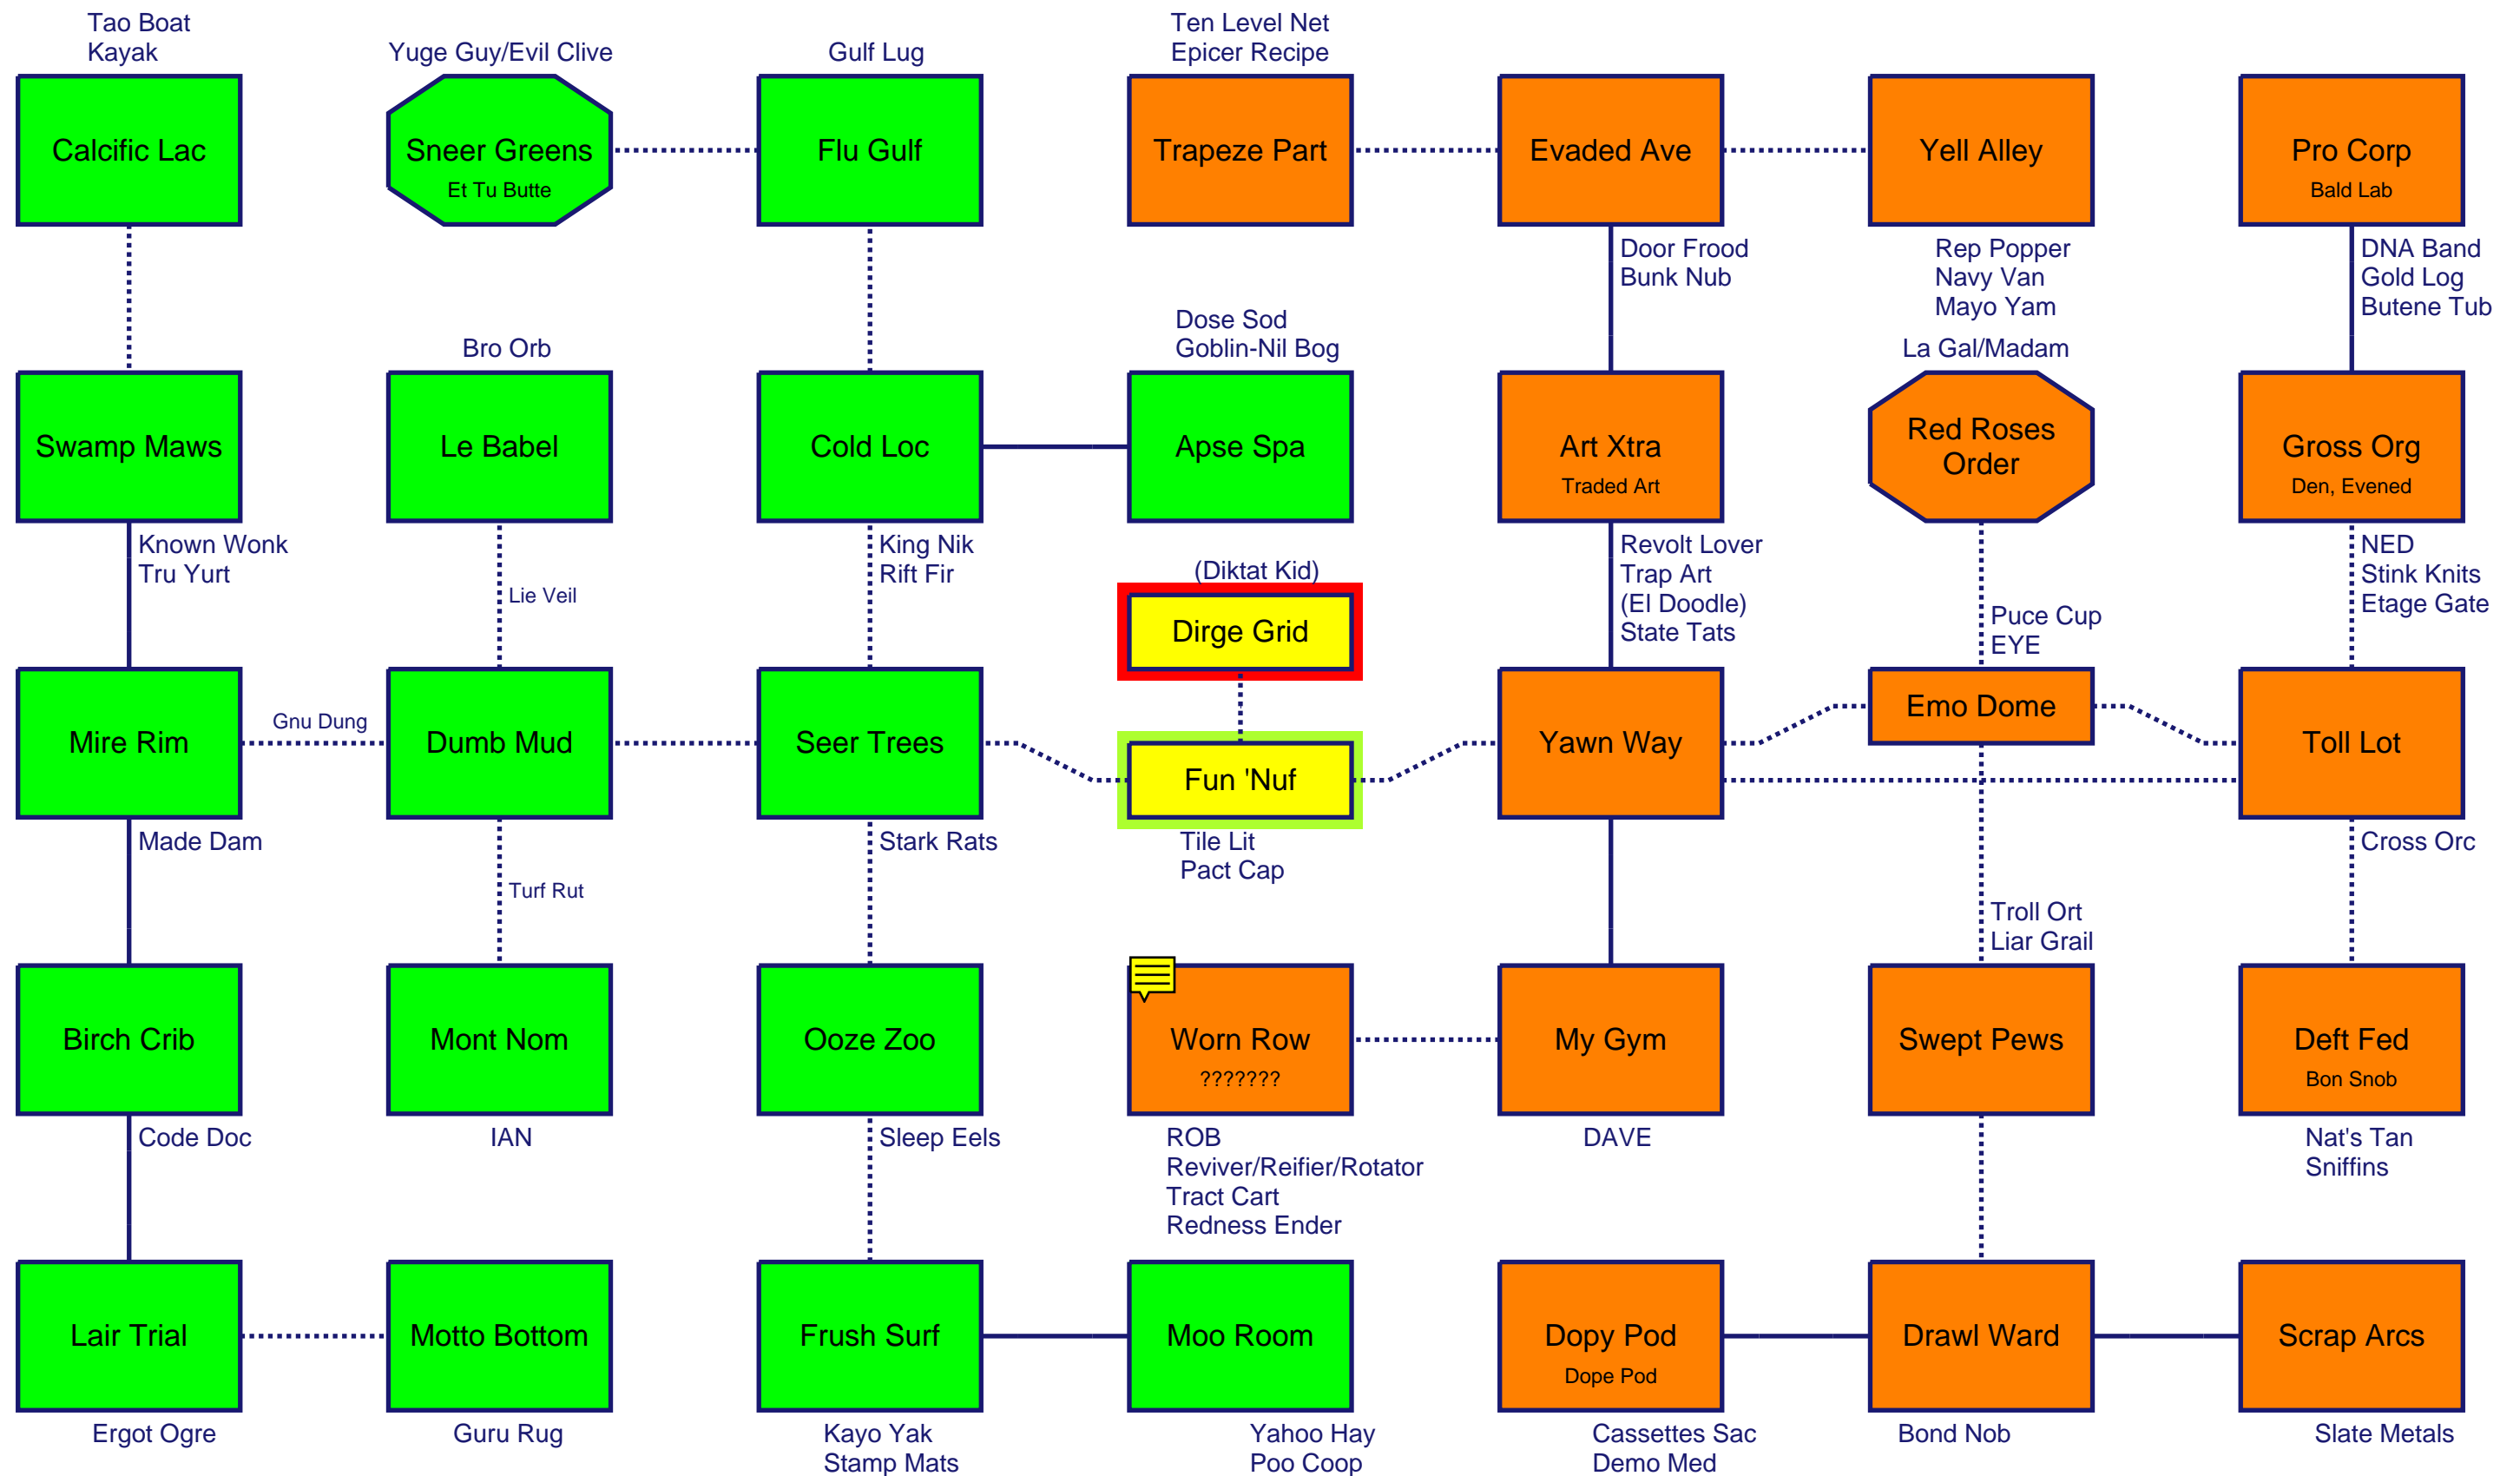 Tao Boat
Kayak
Yuge Guy/Evil Clive
Gulf Lug
Ten Level Net
Epicer Recipe
Calcific Lac
Sneer Greens
Et Tu Butte
Flu Gulf
Trapeze Part
Evaded Ave
Yell Alley
Pro Corp
Bald Lab
Door Frood
Bunk Nub
Rep Popper
Navy Van
Mayo Yam
DNA Band
Gold Log
Butene Tub
Bro Orb
Dose Sod
Goblin-Nil Bog
La Gal/Madam
Swamp Maws
Le Babel
Cold Loc
Apse Spa
Art Xtra
Traded Art
Red Roses
Order
Gross Org
Den, Evened
Known Wonk
Tru Yurt
Lie Veil
King Nik
Rift Fir
(Diktat Kid)
Dirge Grid
Revolt Lover
Trap Art
(El Doodle)
State Tats
Puce Cup
EYE
NED
Stink Knits
Etage Gate
Mire Rim
Gnu Dung
Dumb Mud
Seer Trees
Fun 'Nuf
Yawn Way
Emo Dome
Toll Lot
Made Dam
Turf Rut
Stark Rats
Tile Lit
Pact Cap
Troll Ort
Liar Grail
Cross Orc
Birch Crib
Mont Nom
Ooze Zoo
Worn Row
???????
My Gym
Swept Pews
Deft Fed
Bon Snob
Code Doc
IAN
Sleep Eels
ROB
Reviver/Reifier/Rotator
Tract Cart
Redness Ender
DAVE
Nat's Tan
Sniffins
Lair Trial
Motto Bottom
Frush Surf
Moo Room
Dopy Pod
Dope Pod
Drawl Ward
Scrap Arcs
Ergot Ogre
Guru Rug
Kayo Yak
Stamp Mats
Yahoo Hay
Poo Coop
Cassettes Sac
Demo Med
Bond Nob
Slate Metals